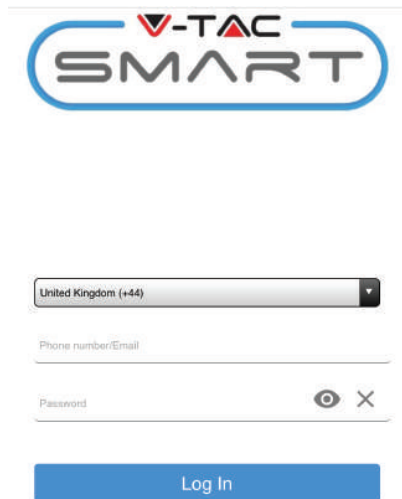 V-TAC
SMART
United Kingdom (+44)
Phone number/Email
Password
Log In